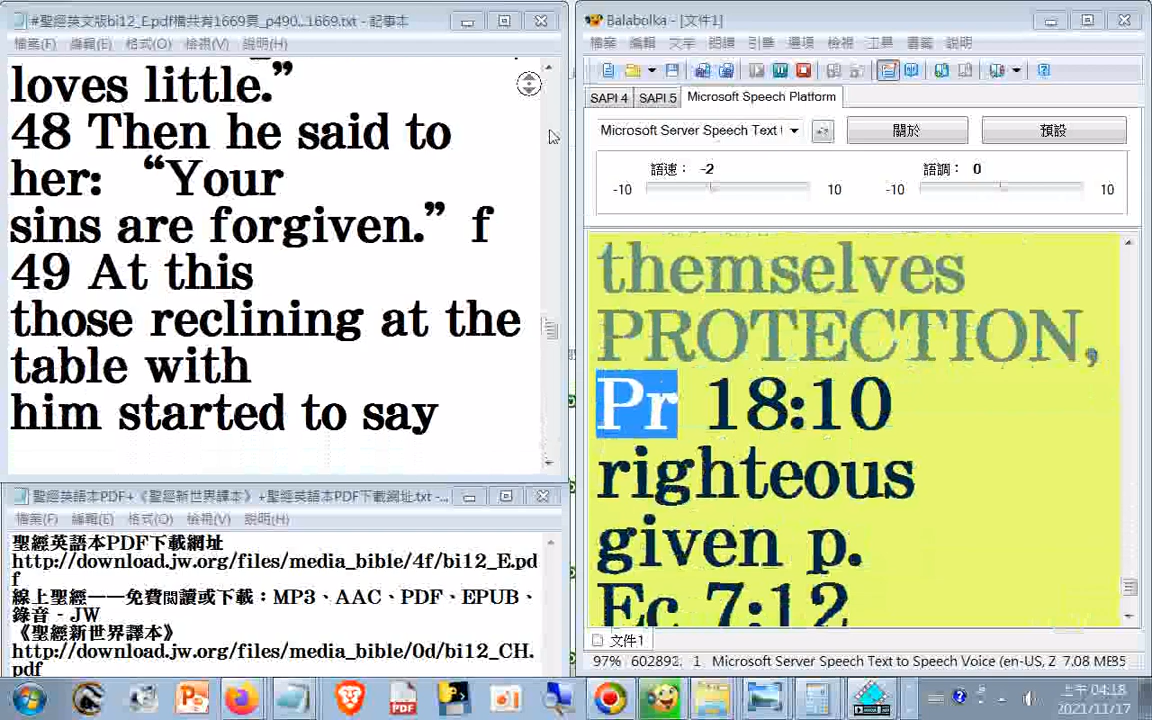 #聖經英文版bi12_E.pdf檔共有1669頁_p490...1669.txt - 記事本
檔案(F) 編輯(E) 格式(O) 檢視(V) 說明(H)
loves little.”
48 Then he said to
her: “Your
sins are forgiven.” f
49 At this
those reclining at the
table with
him started to say
聖經英語本PDF+《聖經新世界譯本》+聖經英語本PDF下載網址.txt -...
檔案(F) 編輯(E) 格式(O) 檢視(V) 說明(H)
聖經英語本PDF下載網址
http://download.jw.org/files/media_bible/4f/bi12_E.pd
f
線上聖經——免費閱讀或下載：MP3、AAC、PDF、EPUB、
錄音 - JW
《聖經新世界譯本》
http://download.jw.org/files/media_bible/0d/bi12_CH.
pdf
Balabolka - [文件1]
檔案 編輯 文字 朗讀 引擎 選項 檢視 工具 書籤 說明
SAPI 4 SAPI 5 Microsoft Speech Platform
Microsoft Server Speech Text 關於 預設
語速： -2 語調： 0
-10 10 -10 10
themselves
PROTECTION,
Pr 18:10
righteous
given p.
Ec 7:12
文件1
97% 602892: 1 Microsoft Server Speech Text to Speech Voice (en-US, Z 7.08 MB
上午 04:18
2021/11/17